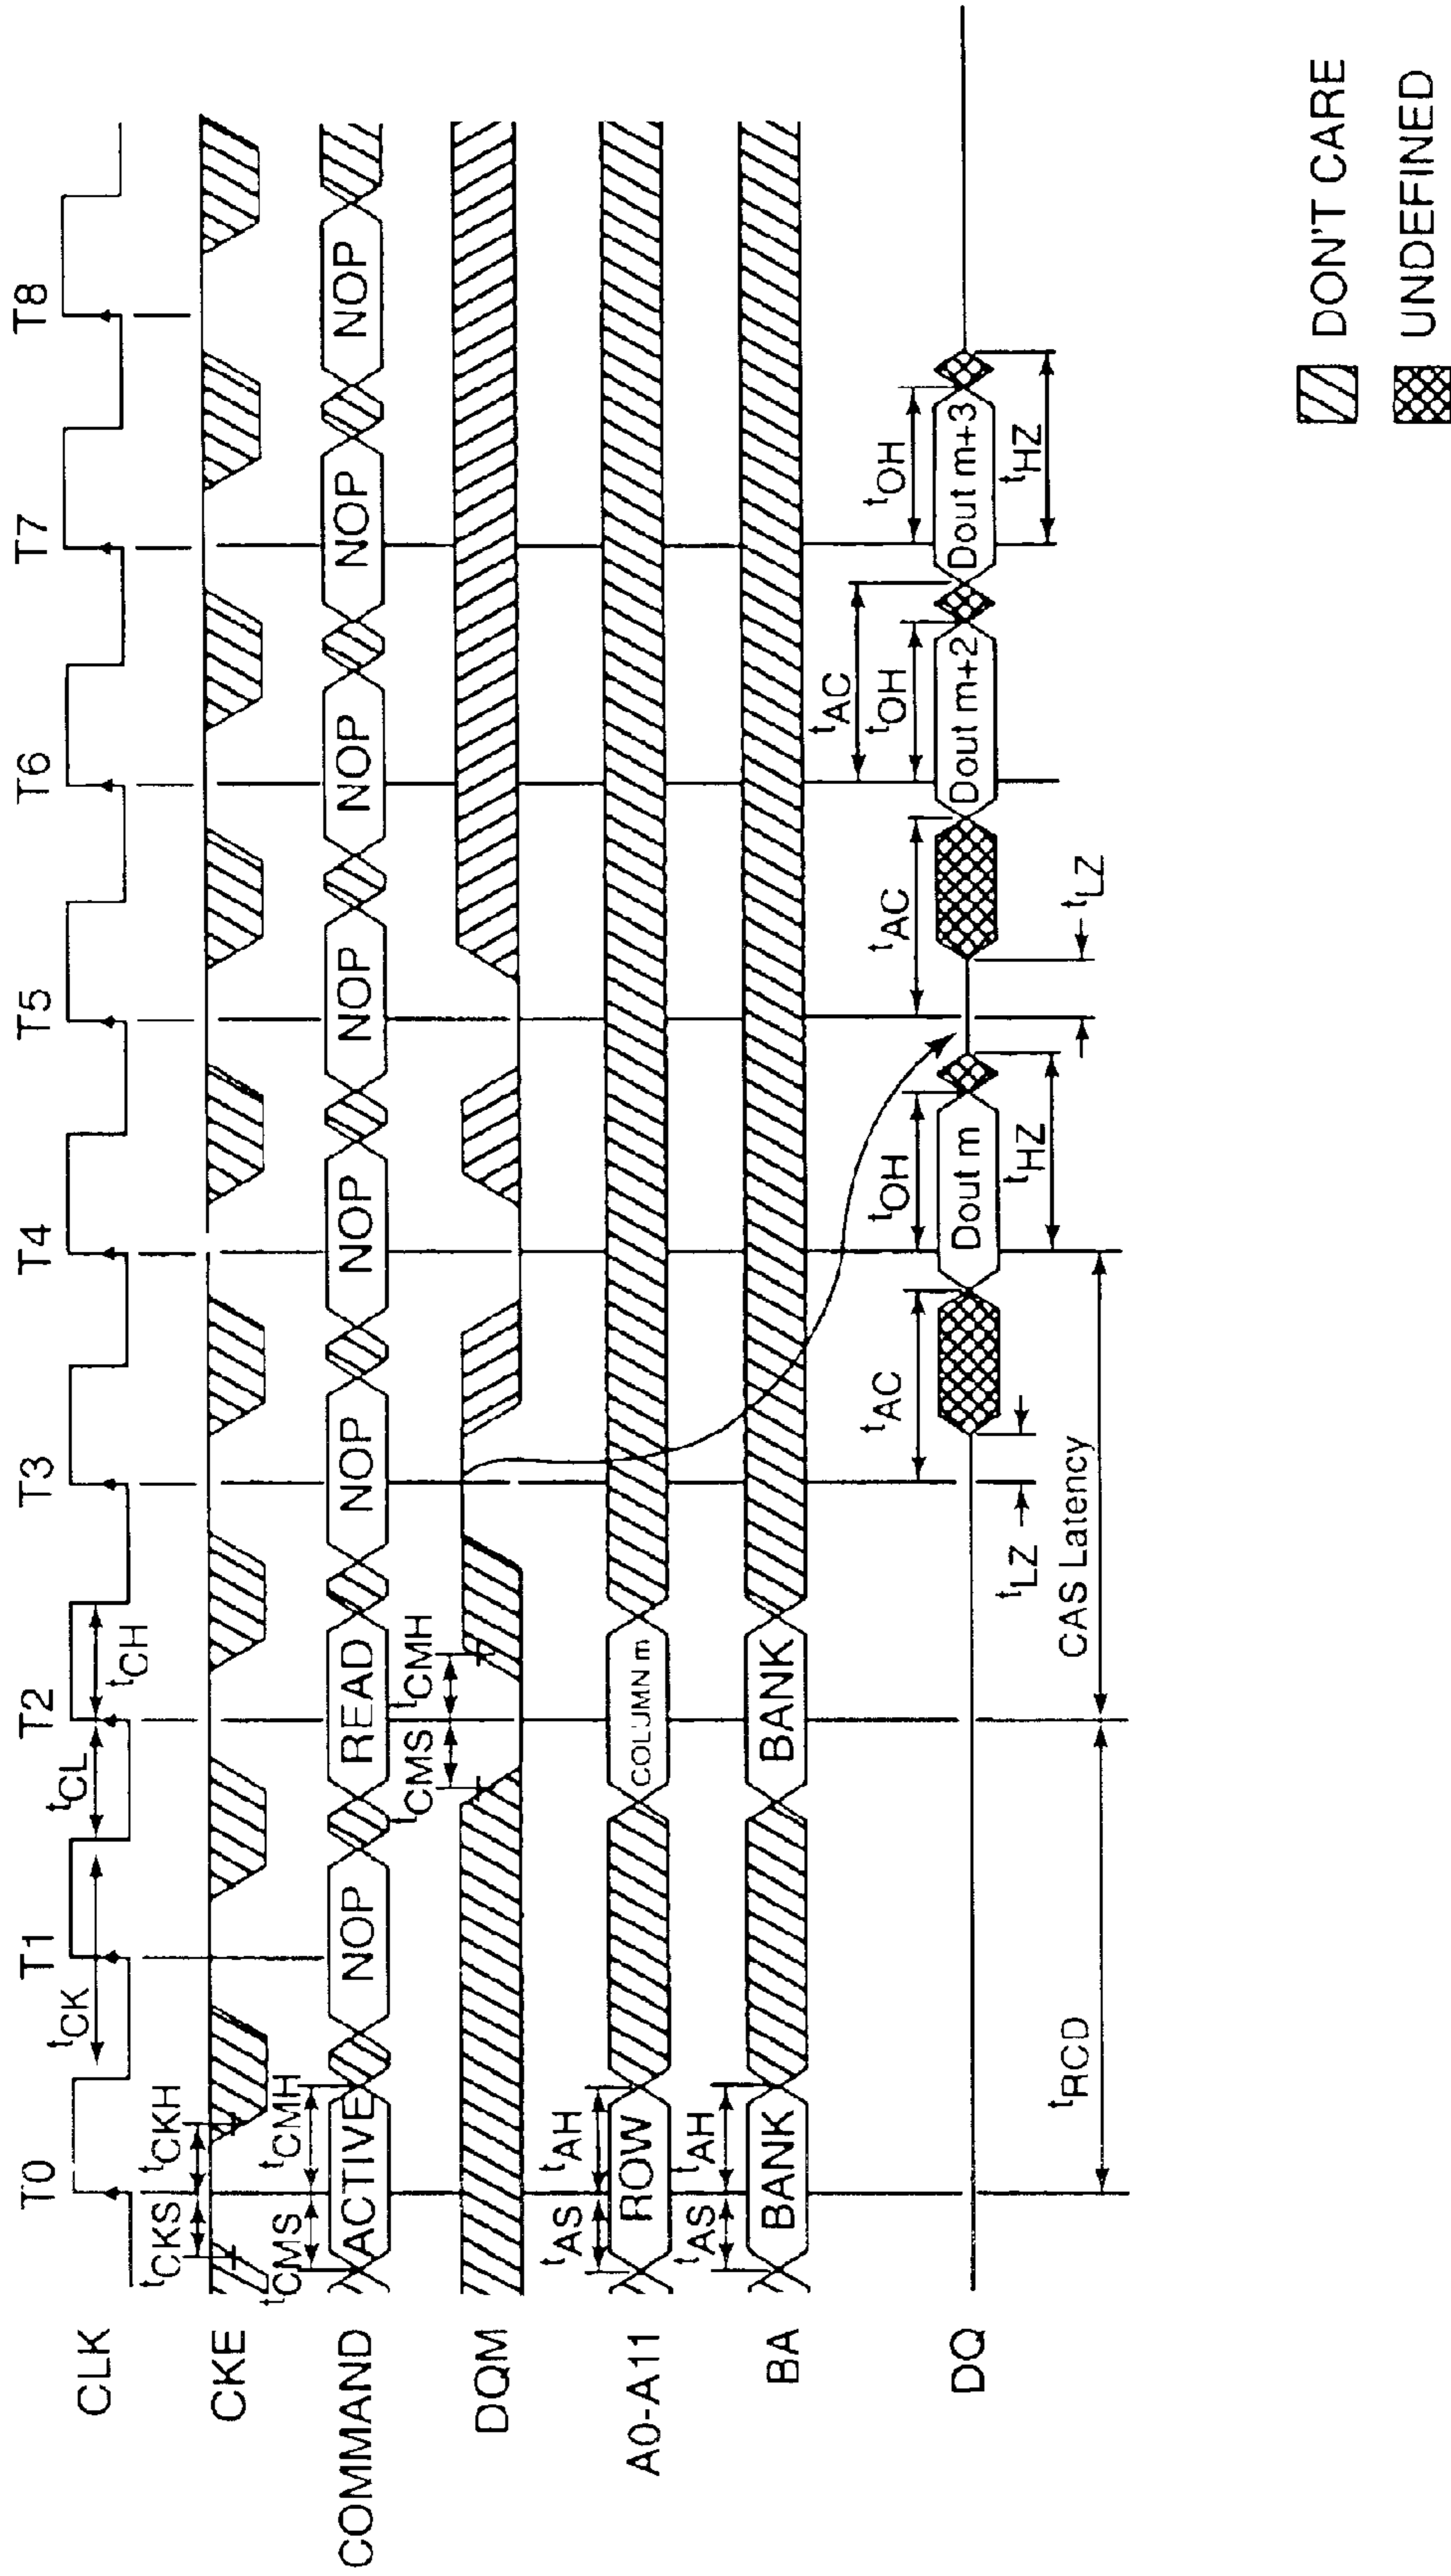 T0 T1 T2 T3 T4 T5 T6 T7 T8
CLK
tCK tCL tCH
tCKS tCKH
CKE
tCMS tCMH
COMMAND ACTIVE NOP READ NOP NOP NOP NOP NOP NOP
tCMS tCMH
DQM
tAS tAH
A0-A11 ROW COLUMN m
tAS tAH
BA BANK BANK
tAC tOH tAC tAC tOH tOH
DQ Dout m Dout m+2 Dout m+3
tLZ tHZ tLZ tHZ
tRCD CAS Latency
DON'T CARE
UNDEFINED